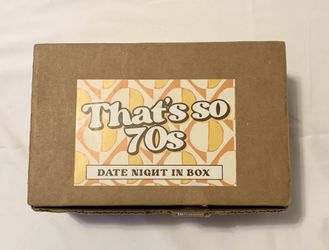 That's so
70s
DATE NIGHT IN BOX